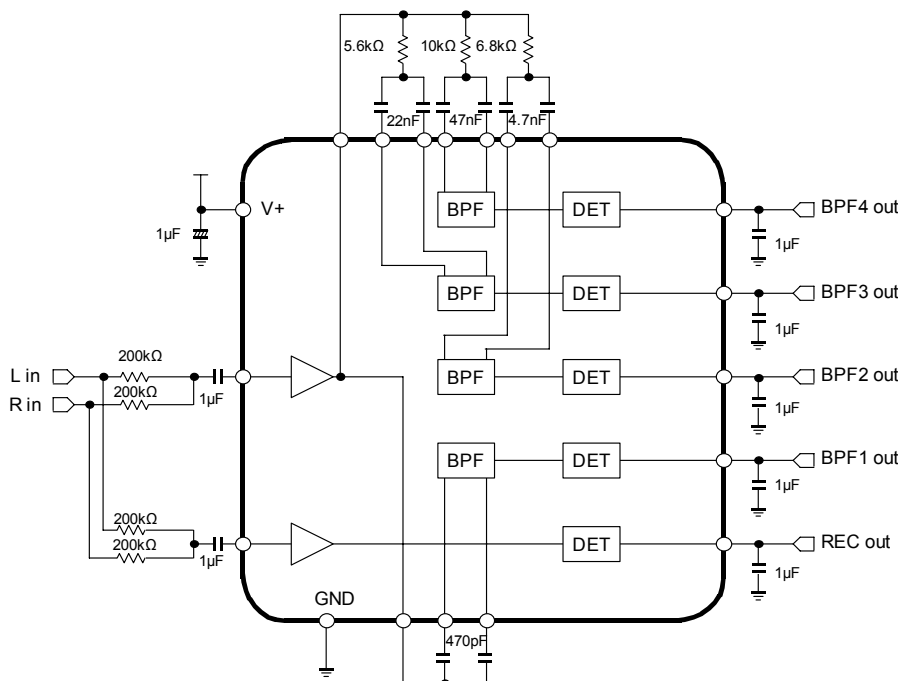 5.6kΩ 10kΩ 6.8kΩ
22nF 47nF 4.7nF
V+
1µF
BPF DET BPF4 out
1µF
BPF DET BPF3 out
1µF
200kΩ
L in
BPF DET BPF2 out
200kΩ
R in
1µF
1µF
BPF DET BPF1 out
1µF
200kΩ
200kΩ
1µF
DET REC out
1µF
GND
470pF